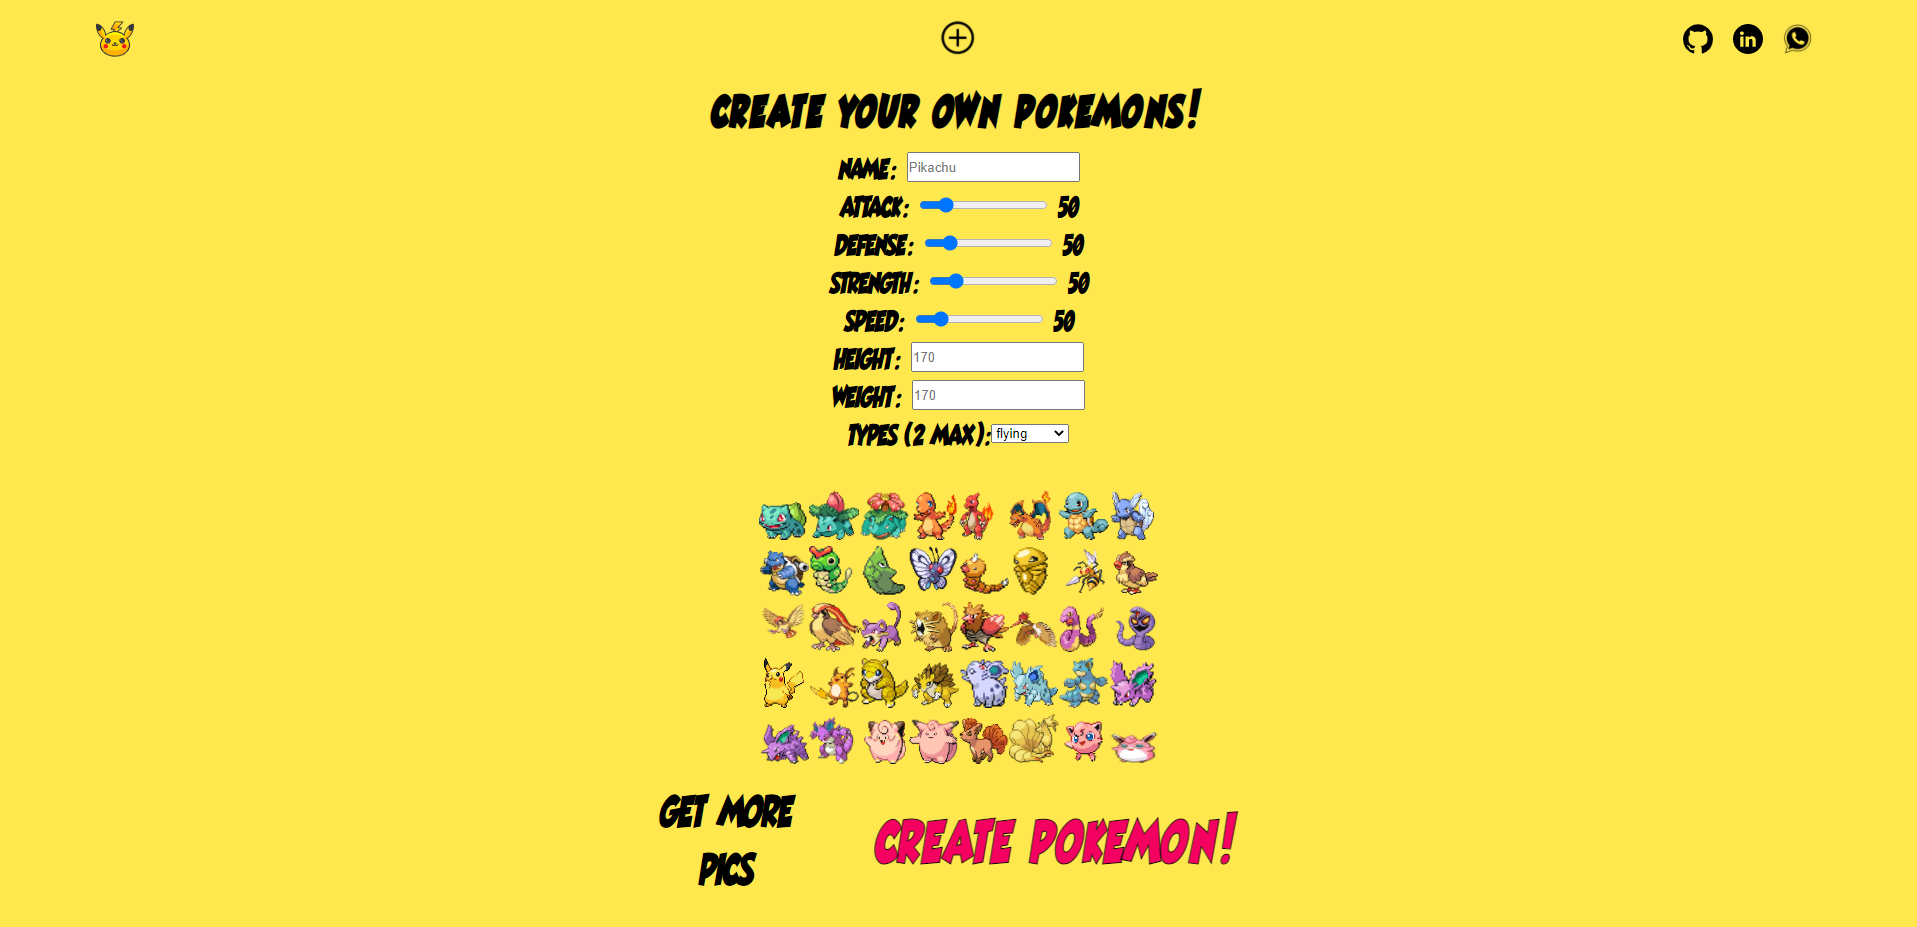 CREATE YOUR OWN POKEMONS!
NAME: Pikachu
ATTACK: 50
DEFENSE: 50
STRENGTH: 50
SPEED: 50
HEIGHT: 170
WEIGHT: 170
TYPES (2 MAX): flying
GET MORE
PICS
CREATE POKEMON!